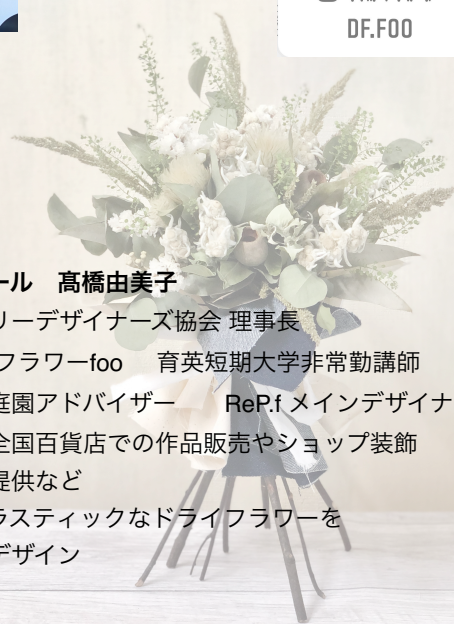 DF.FOO
ール　髙橋由美子
リーデザイナーズ協会 理事長
フラワーfoo　育英短期大学非常勤講師
庭園アドバイザー　ReP.f メインデザイナ
全国百貨店での作品販売やショップ装飾
提供など
ラスティックなドライフラワーを
デザイン